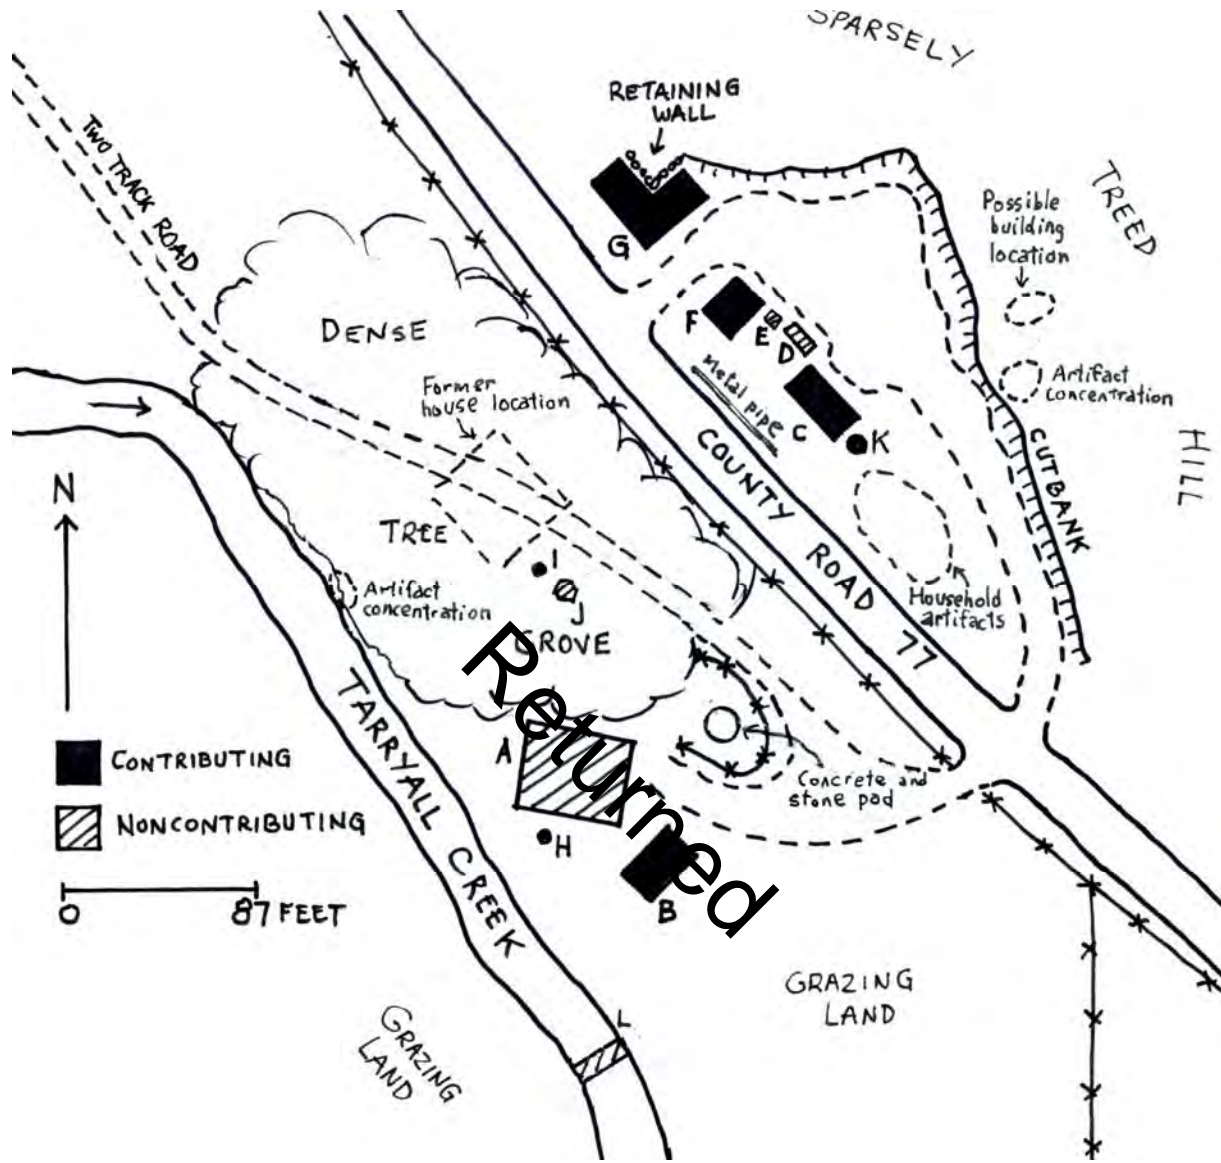 SPARSELY
TREED
HILL
RETAINING
WALL
G
Possible
building
location
TWO TRACK ROAD
F
E
D
DENSE
Metal pipe
C
K
Artifact
concentration
Former
house location
COUNTY ROAD 77
CUTBANK
N
TREE
I
J
GROVE
Artifact
concentration
Household
artifacts
Returned
A
Concrete and
stone pad
CONTRIBUTING
NONCONTRIBUTING
H
B
TARRYALL CREEK
0 87 FEET
GRAZING
LAND
L
GRAZING
LAND